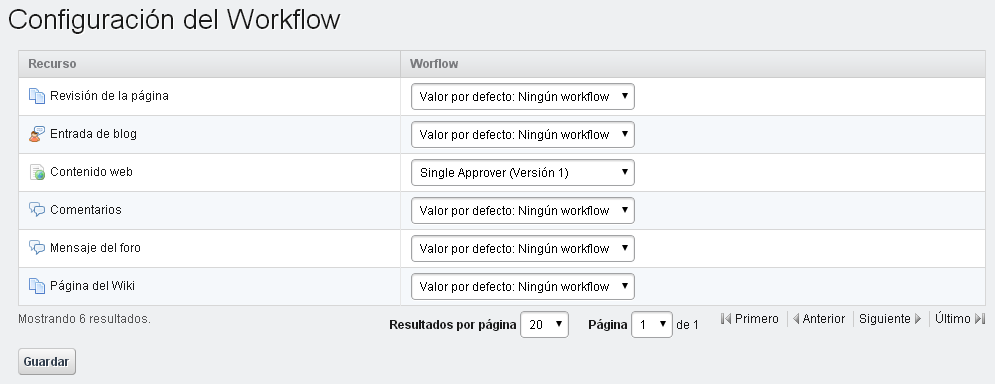 Configuración del Workflow
Recurso Worflow
Revisión de la página Valor por defecto: Ningún workflow
Entrada de blog Valor por defecto: Ningún workflow
Contenido web Single Approver (Versión 1)
Comentarios Valor por defecto: Ningún workflow
Mensaje del foro Valor por defecto: Ningún workflow
Página del Wiki Valor por defecto: Ningún workflow
Mostrando 6 resultados. Resultados por página 20 Página 1 de 1 Primero Anterior Siguiente Último
Guardar